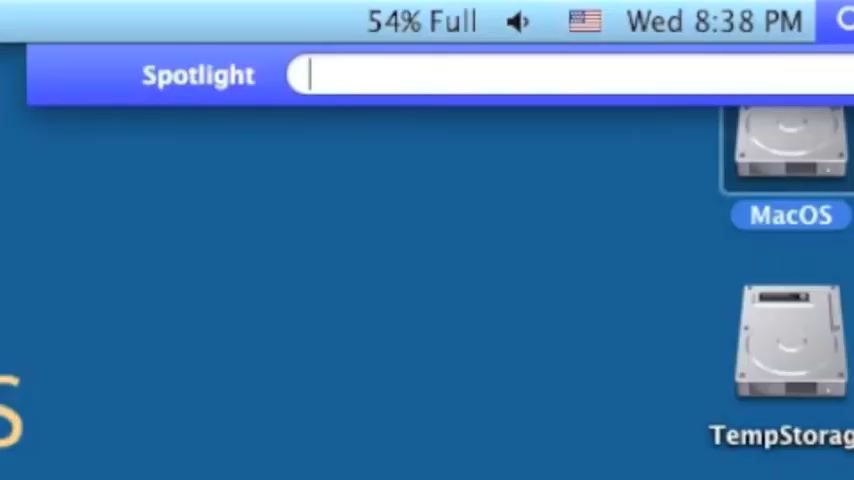 54% Full Wed 8:38 PM
Spotlight
MacOS
S
TempStorag